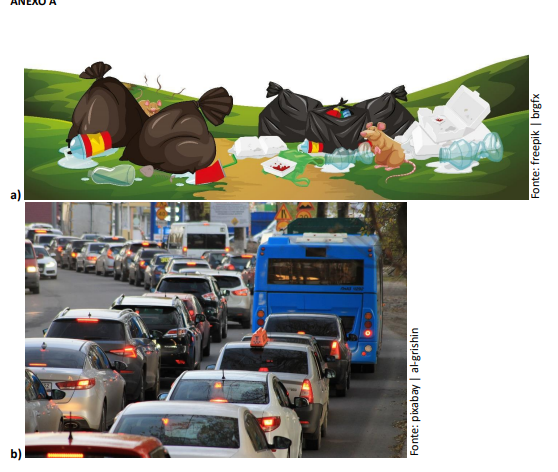 ANEXO A
a)
Fonte: freepik | brgfx
b)
Fonte: pixabay | al-grishin